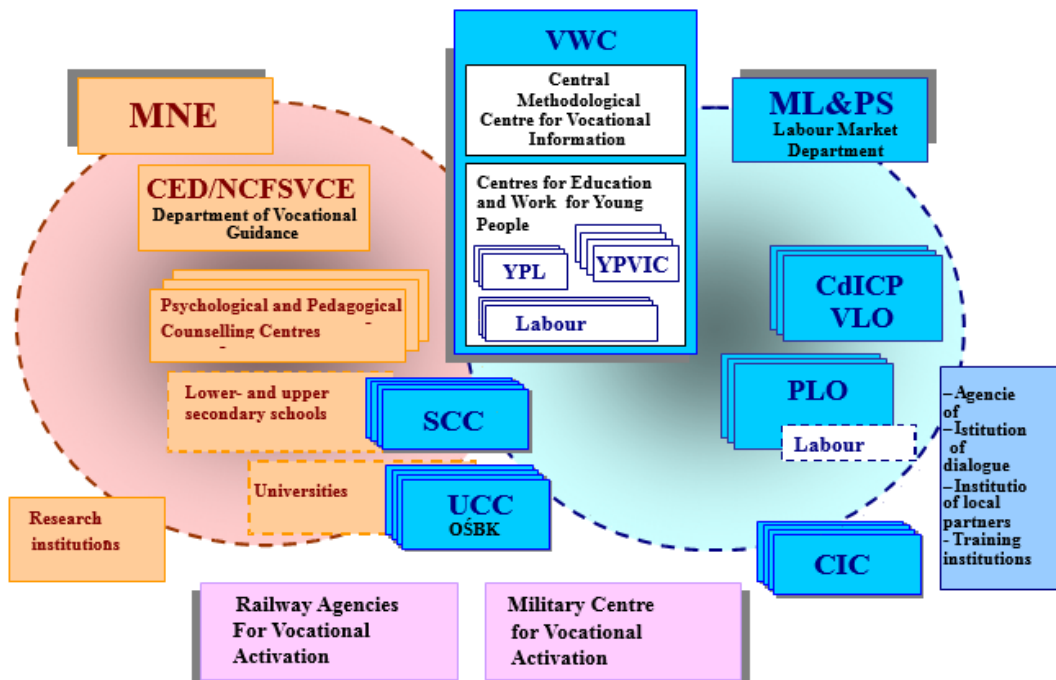 VWC
Central
Methodological
Centre for Vocational
Information
Centres for Education
and Work for Young
People
YPL
YPVIC
Labour
MNE
CED/NCFSVCE
Department of Vocational
Guidance
Psychological and Pedagogical
Counselling Centres
Lower- and upper
secondary schools
SCC
Universities
UCC
OŚBK
Research
institutions
ML&PS
Labour Market
Department
CdICP
VLO
PLO
Labour
CIC
–Agencie
of
–Istitution
of
dialogue
–Institutio
of local
partners
- Training
institutions
Railway Agencies
For Vocational
Activation
Military Centre
for Vocational
Activation